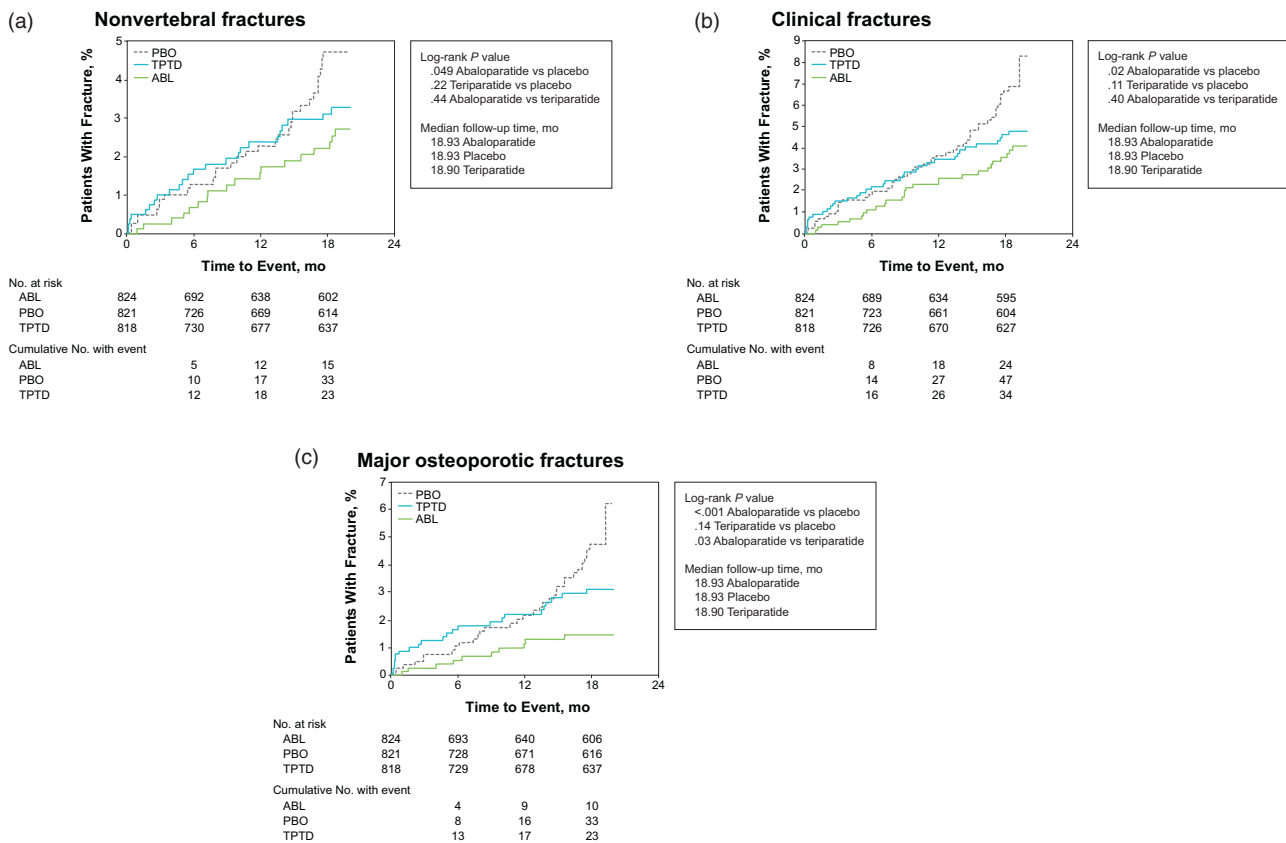 (a)
Nonvertebral fractures
Patients With Fracture, %
5
4
3
2
1
0
PBO
TPTD
ABL
0 6 12 18 24
Time to Event, mo
Log-rank P value
.049 Abaloparatide vs placebo
.22 Teriparatide vs placebo
.44 Abaloparatide vs teriparatide
Median follow-up time, mo
18.93 Abaloparatide
18.93 Placebo
18.90 Teriparatide
No. at risk
ABL 824 692 638 602
PBO 821 726 669 614
TPTD 818 730 677 637
Cumulative No. with event
ABL 5 12 15
PBO 10 17 33
TPTD 12 18 23
(b)
Clinical fractures
Patients With Fracture, %
9
8
7
6
5
4
3
2
1
0
PBO
TPTD
ABL
0 6 12 18 24
Time to Event, mo
Log-rank P value
.02 Abaloparatide vs placebo
.11 Teriparatide vs placebo
.40 Abaloparatide vs teriparatide
Median follow-up time, mo
18.93 Abaloparatide
18.93 Placebo
18.90 Teriparatide
No. at risk
ABL 824 689 634 595
PBO 821 723 661 604
TPTD 818 726 670 627
Cumulative No. with event
ABL 8 18 24
PBO 14 27 47
TPTD 16 26 34
(c)
Major osteoporotic fractures
Patients With Fracture, %
7
6
5
4
3
2
1
0
PBO
TPTD
ABL
0 6 12 18 24
Time to Event, mo
Log-rank P value
<.001 Abaloparatide vs placebo
.14 Teriparatide vs placebo
.03 Abaloparatide vs teriparatide
Median follow-up time, mo
18.93 Abaloparatide
18.93 Placebo
18.90 Teriparatide
No. at risk
ABL 824 693 640 606
PBO 821 728 671 616
TPTD 818 729 678 637
Cumulative No. with event
ABL 4 9 10
PBO 8 16 33
TPTD 13 17 23